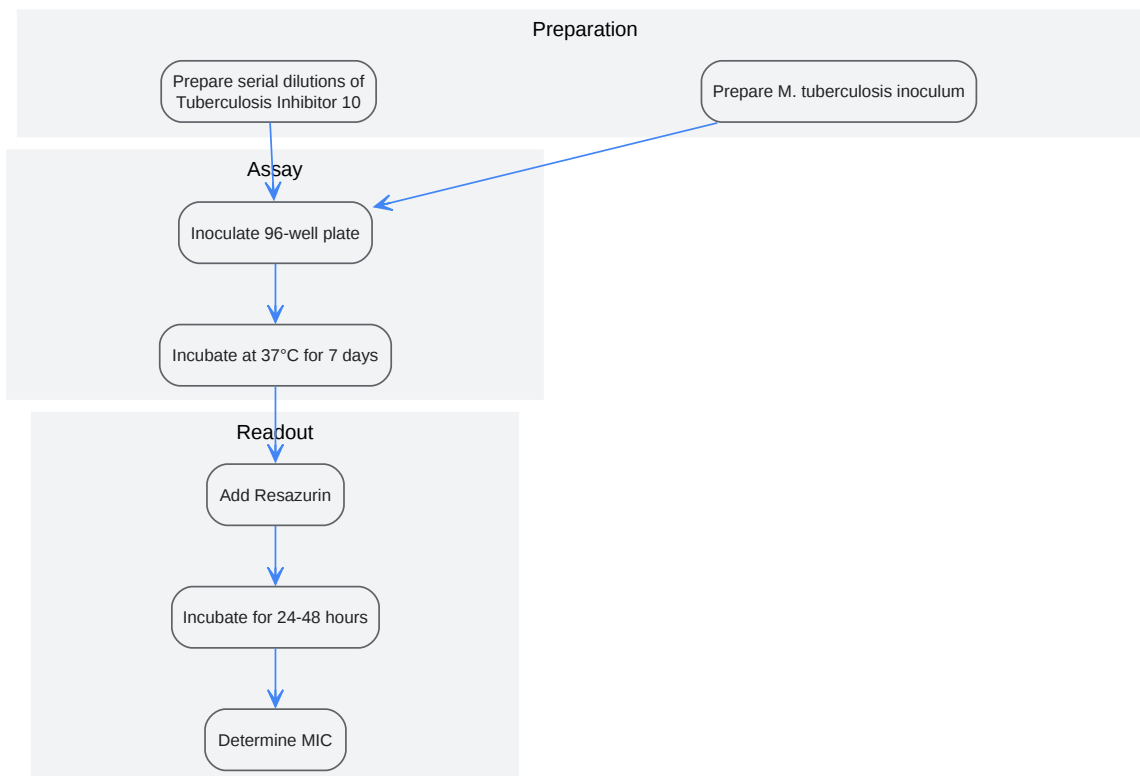 Preparation
Prepare serial dilutions of
Tuberculosis Inhibitor 10
Prepare M. tuberculosis inoculum
Assay
Inoculate 96-well plate
Incubate at 37°C for 7 days
Readout
Add Resazurin
Incubate for 24-48 hours
Determine MIC